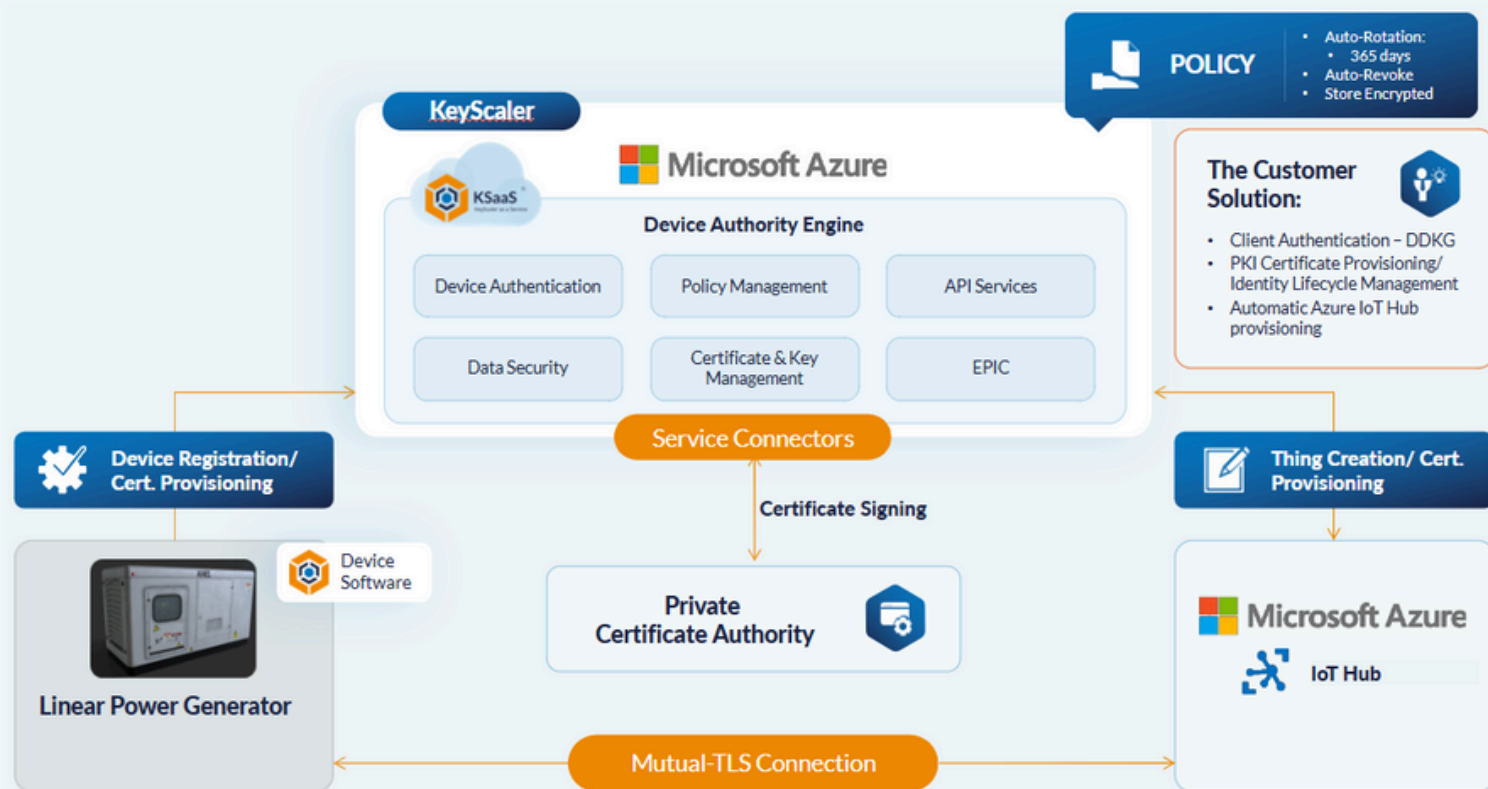 POLICY
• Auto-Rotation:
• 365 days
• Auto-Revoke
• Store Encrypted
KeyScaler
KSaaS
KeyScaler as a Service
Microsoft Azure
Device Authority Engine
Device Authentication
Policy Management
API Services
Data Security
Certificate & Key
Management
EPIC
Service Connectors
The Customer
Solution:
• Client Authentication – DDKG
• PKI Certificate Provisioning/
Identity Lifecycle Management
• Automatic Azure IoT Hub
provisioning
Device Registration/
Cert. Provisioning
Thing Creation/ Cert.
Provisioning
Certificate Signing
Device
Software
Linear Power Generator
Private
Certificate Authority
Microsoft Azure
IoT Hub
Mutual-TLS Connection